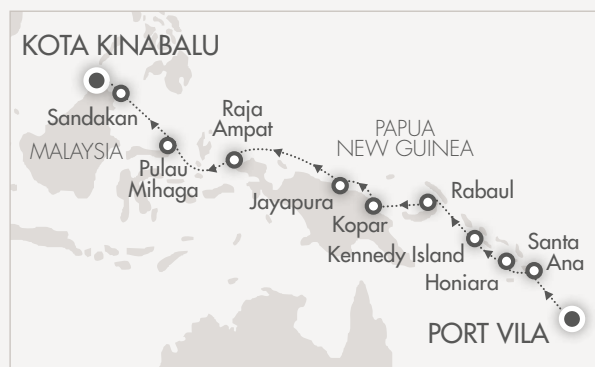 KOTA KINABALU
Sandakan
MALAYSIA
Pulau
Mihaga
Raja
Ampat
PAPUA
NEW GUINEA
Jayapura
Kopar
Rabaul
Kennedy Island
Honiara
Santa
Ana
PORT VILA